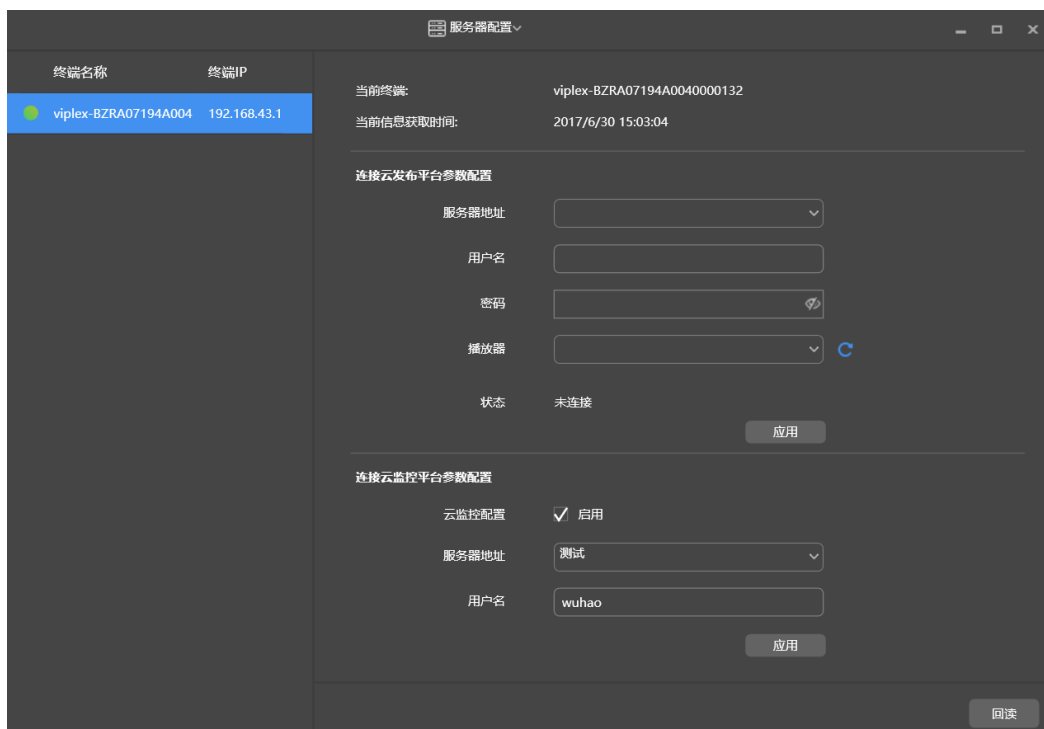 服务器配置
终端名称 终端IP
viplex-BZRA07194A004 192.168.43.1
当前终端: viplex-BZRA07194A0040000132
当前信息获取时间: 2017/6/30 15:03:04
连接云发布平台参数配置
服务器地址
用户名
密码
播放器
状态 未连接
应用
连接云监控平台参数配置
云监控配置 启用
服务器地址 测试
用户名 wuhao
应用
回读